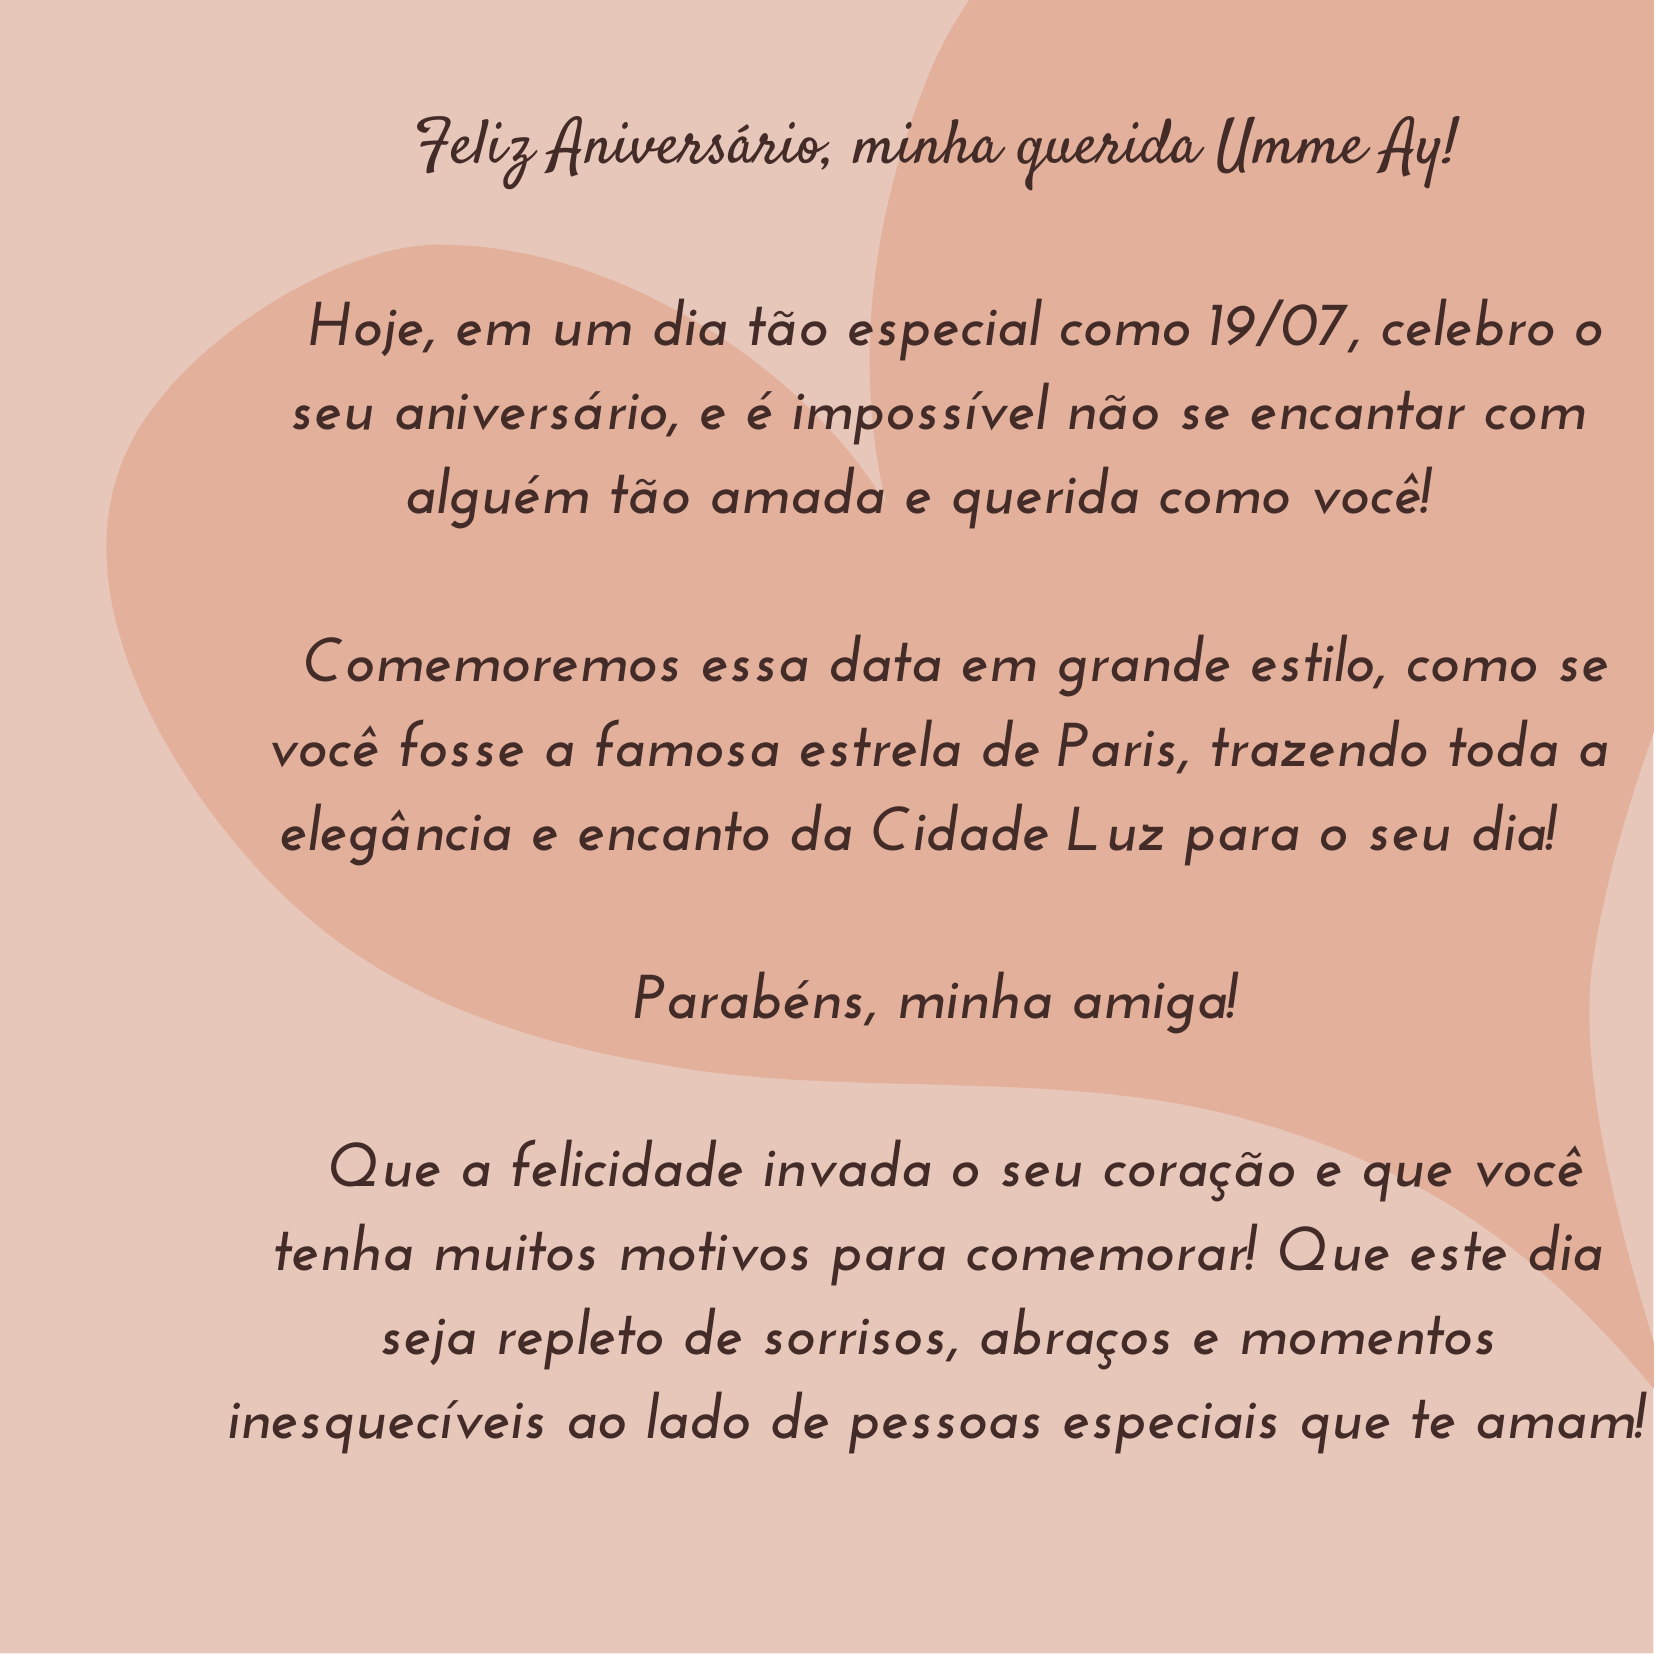 Feliz Aniversário, minha querida Umme Ay!
Hoje, em um dia tão especial como 19/07, celebro o
seu aniversário, e é impossível não se encantar com
alguém tão amada e querida como você!
Comemoremos essa data em grande estilo, como se
você fosse a famosa estrela de Paris, trazendo toda a
elegância e encanto da Cidade Luz para o seu dia!
Parabéns, minha amiga!
Que a felicidade invada o seu coração e que você
tenha muitos motivos para comemorar! Que este dia
seja repleto de sorrisos, abraços e momentos
inesquecíveis ao lado de pessoas especiais que te amam!